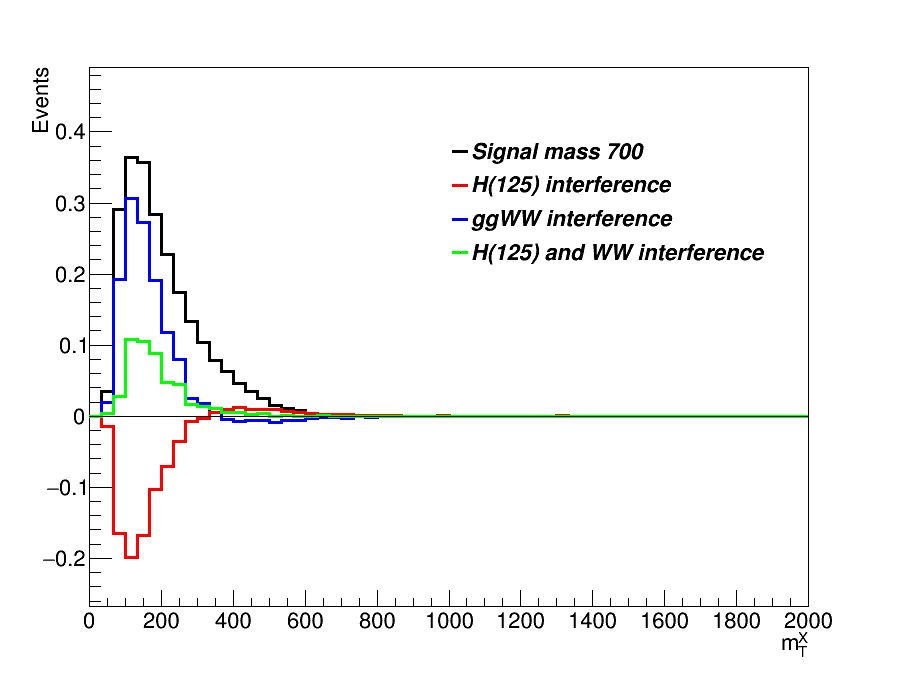 Events
0.4
0.3
0.2
0.1
0
−0.1
−0.2
Signal mass 700
H(125) interference
ggWW interference
H(125) and WW interference
0 200 400 600 800 1000 1200 1400 1600 1800 2000
m_T^X